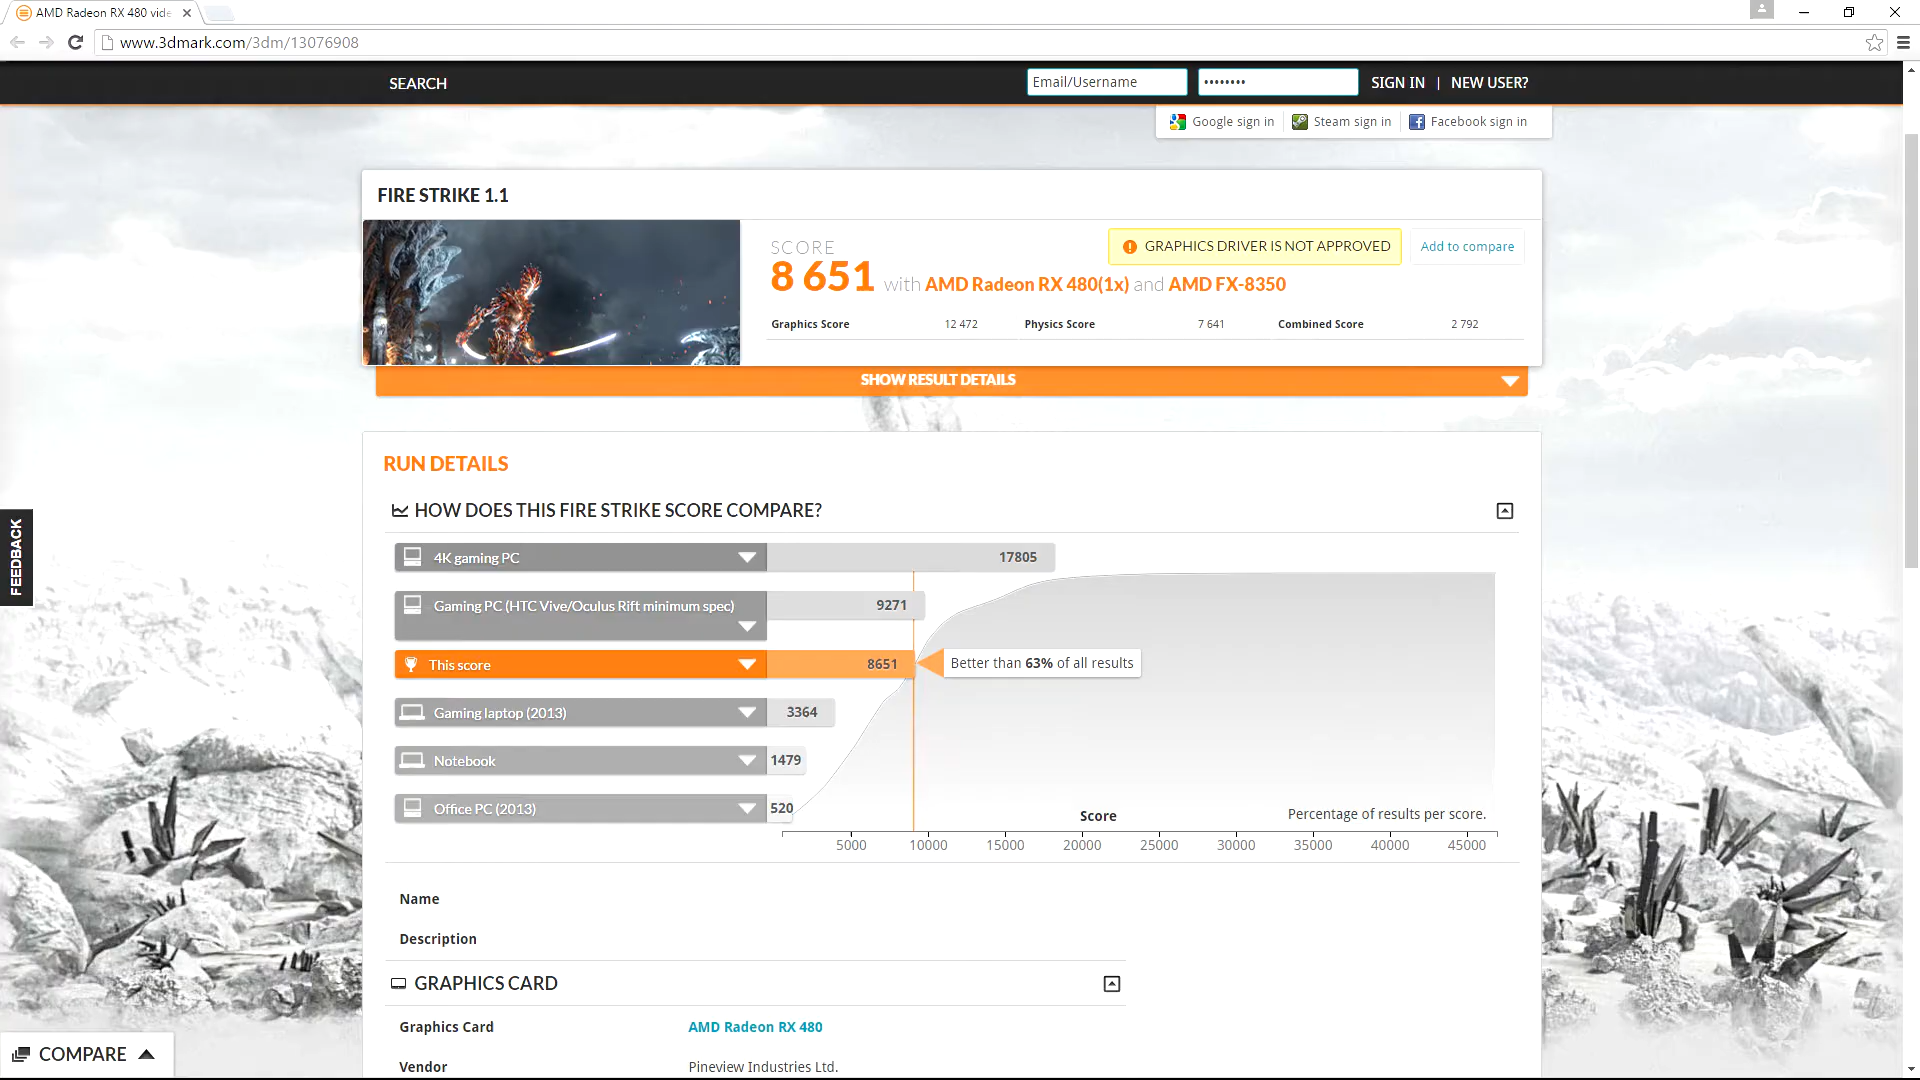 AMD Radeon RX 480 vide
www.3dmark.com/3dm/13076908
SEARCH
Email/Username
••••••••
SIGN IN | NEW USER?
Google sign in
Steam sign in
Facebook sign in
FIRE STRIKE 1.1
SCORE
GRAPHICS DRIVER IS NOT APPROVED
Add to compare
8 651 with AMD Radeon RX 480(1x) and AMD FX-8350
Graphics Score 12 472 Physics Score 7 641 Combined Score 2 792
SHOW RESULT DETAILS
RUN DETAILS
HOW DOES THIS FIRE STRIKE SCORE COMPARE?
4K gaming PC 17805
Gaming PC (HTC Vive/Oculus Rift minimum spec) 9271
This score 8651 Better than 63% of all results
Gaming laptop (2013) 3364
Notebook 1479
Office PC (2013) 520
Score Percentage of results per score.
5000 10000 15000 20000 25000 30000 35000 40000 45000
Name
Description
GRAPHICS CARD
Graphics Card AMD Radeon RX 480
Vendor Pineview Industries Ltd.
FEEDBACK
COMPARE